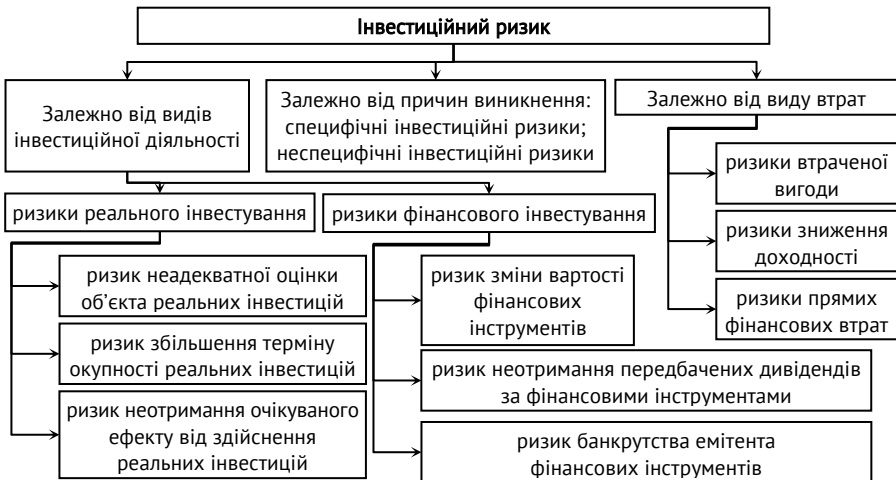 Інвестиційний ризик
Залежно від видів
інвестиційної діяльності
Залежно від причин виникнення:
специфічні інвестиційні ризики;
неспецифічні інвестиційні ризики
Залежно від виду втрат
ризики втраченої
вигоди
ризики зниження
доходності
ризики прямих
фінансових втрат
ризики реального інвестування
ризики фінансового інвестування
ризик неадекватної оцінки
об’єкта реальних інвестицій
ризик збільшення терміну
окупності реальних інвестицій
ризик неотримання очікуваного
ефекту від здійснення
реальних інвестицій
ризик зміни вартості
фінансових
інструментів
ризик неотримання передбачених дивідендів
за фінансовими інструментами
ризик банкрутства емітента
фінансових інструментів